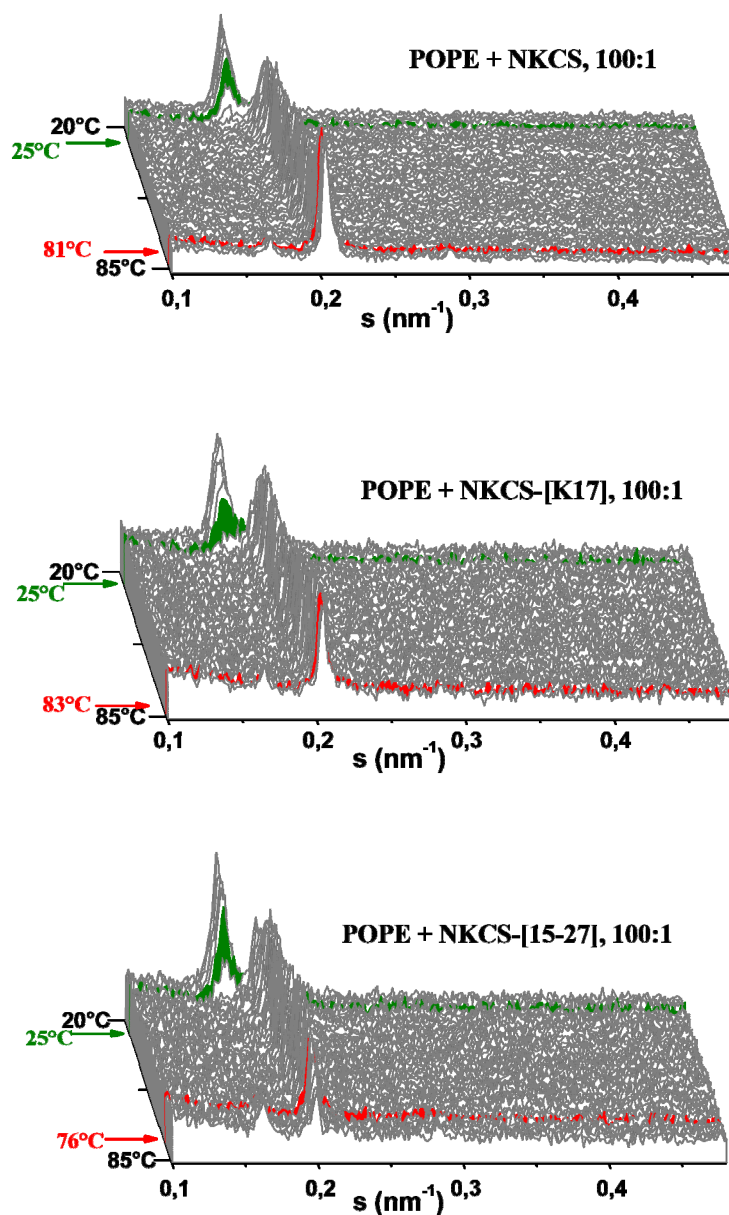 POPE + NKCS, 100:1
20°C
25°C
81°C
85°C
0,1 0,2 0,3 0,4
s (nm⁻¹)
POPE + NKCS-[K17], 100:1
20°C
25°C
83°C
85°C
0,1 0,2 0,3 0,4
s (nm⁻¹)
POPE + NKCS-[15-27], 100:1
20°C
25°C
76°C
85°C
0,1 0,2 0,3 0,4
s (nm⁻¹)